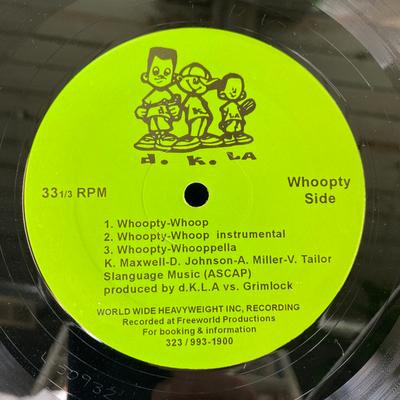 d. K. LA
d. k. LA
33 1/3 RPM
Whoopty
Side
1. Whoopty-Whoop
2. Whoopty-Whoop instrumental
3. Whoopty-Whooppella
K. Maxwell-D. Johnson-A. Miller-V. Tailor
Slanguage Music (ASCAP)
produced by d.K.L.A vs. Grimlock
WORLD WIDE HEAVYWEIGHT INC, RECORDING
Recorded at Freeworld Productions
For booking & information
323 / 993-1900